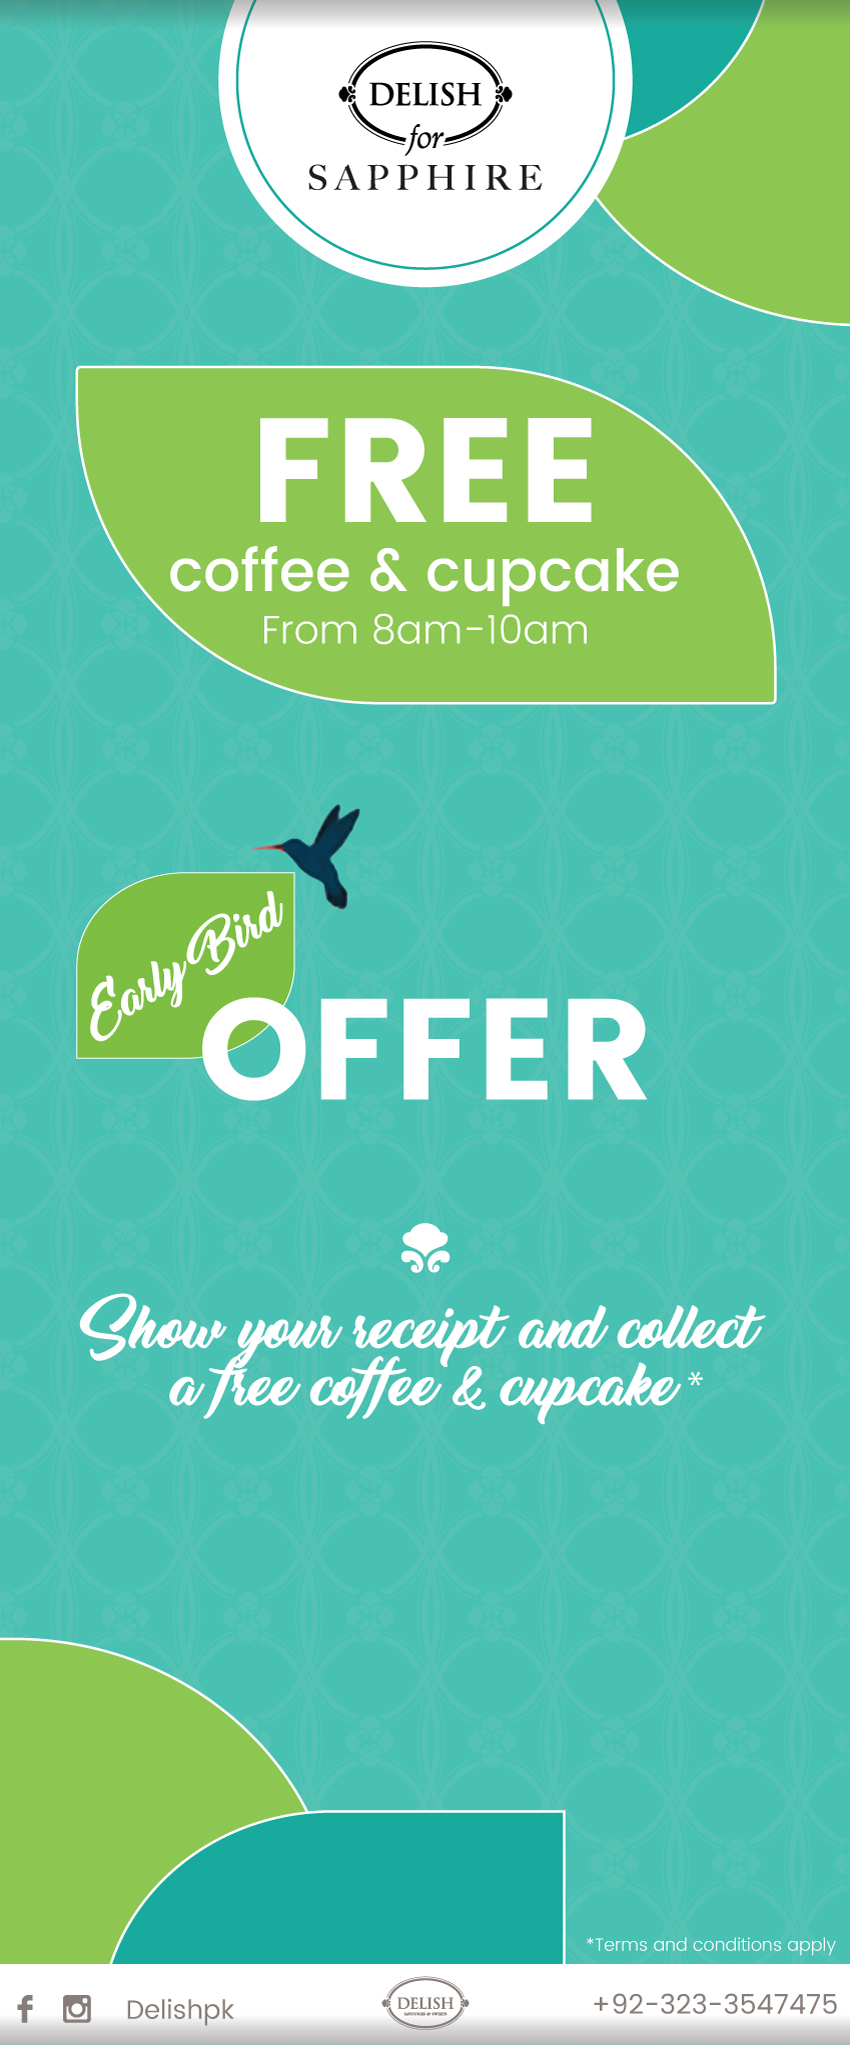 DELISH
for
SAPPHIRE
FREE
coffee & cupcake
From 8am-10am
Early Bird
OFFER
Show your receipt and collect
a free coffee & cupcake *
*Terms and conditions apply
Delishpk
DELISH
+92-323-3547475